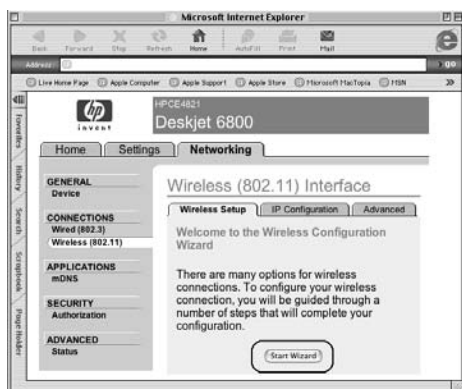 Microsoft Internet Explorer
Back Forward Stop Refresh Home AutoFill Print Mail
Address
go
Live Home Page Apple Computer Apple Support Apple Store Microsoft MacTopia MSN
Favorites
History
Search
Scrapbook
Page Holder
hp
invent
HPCE4821
Deskjet 6800
Home Settings Networking
GENERAL
Device
CONNECTIONS
Wired (802.3)
Wireless (802.11)
APPLICATIONS
mDNS
SECURITY
Authorization
ADVANCED
Status
Wireless (802.11) Interface
Wireless Setup IP Configuration Advanced
Welcome to the Wireless Configuration
Wizard
There are many options for wireless
connections. To configure your wireless
connection, you will be guided through a
number of steps that will complete your
configuration.
Start Wizard